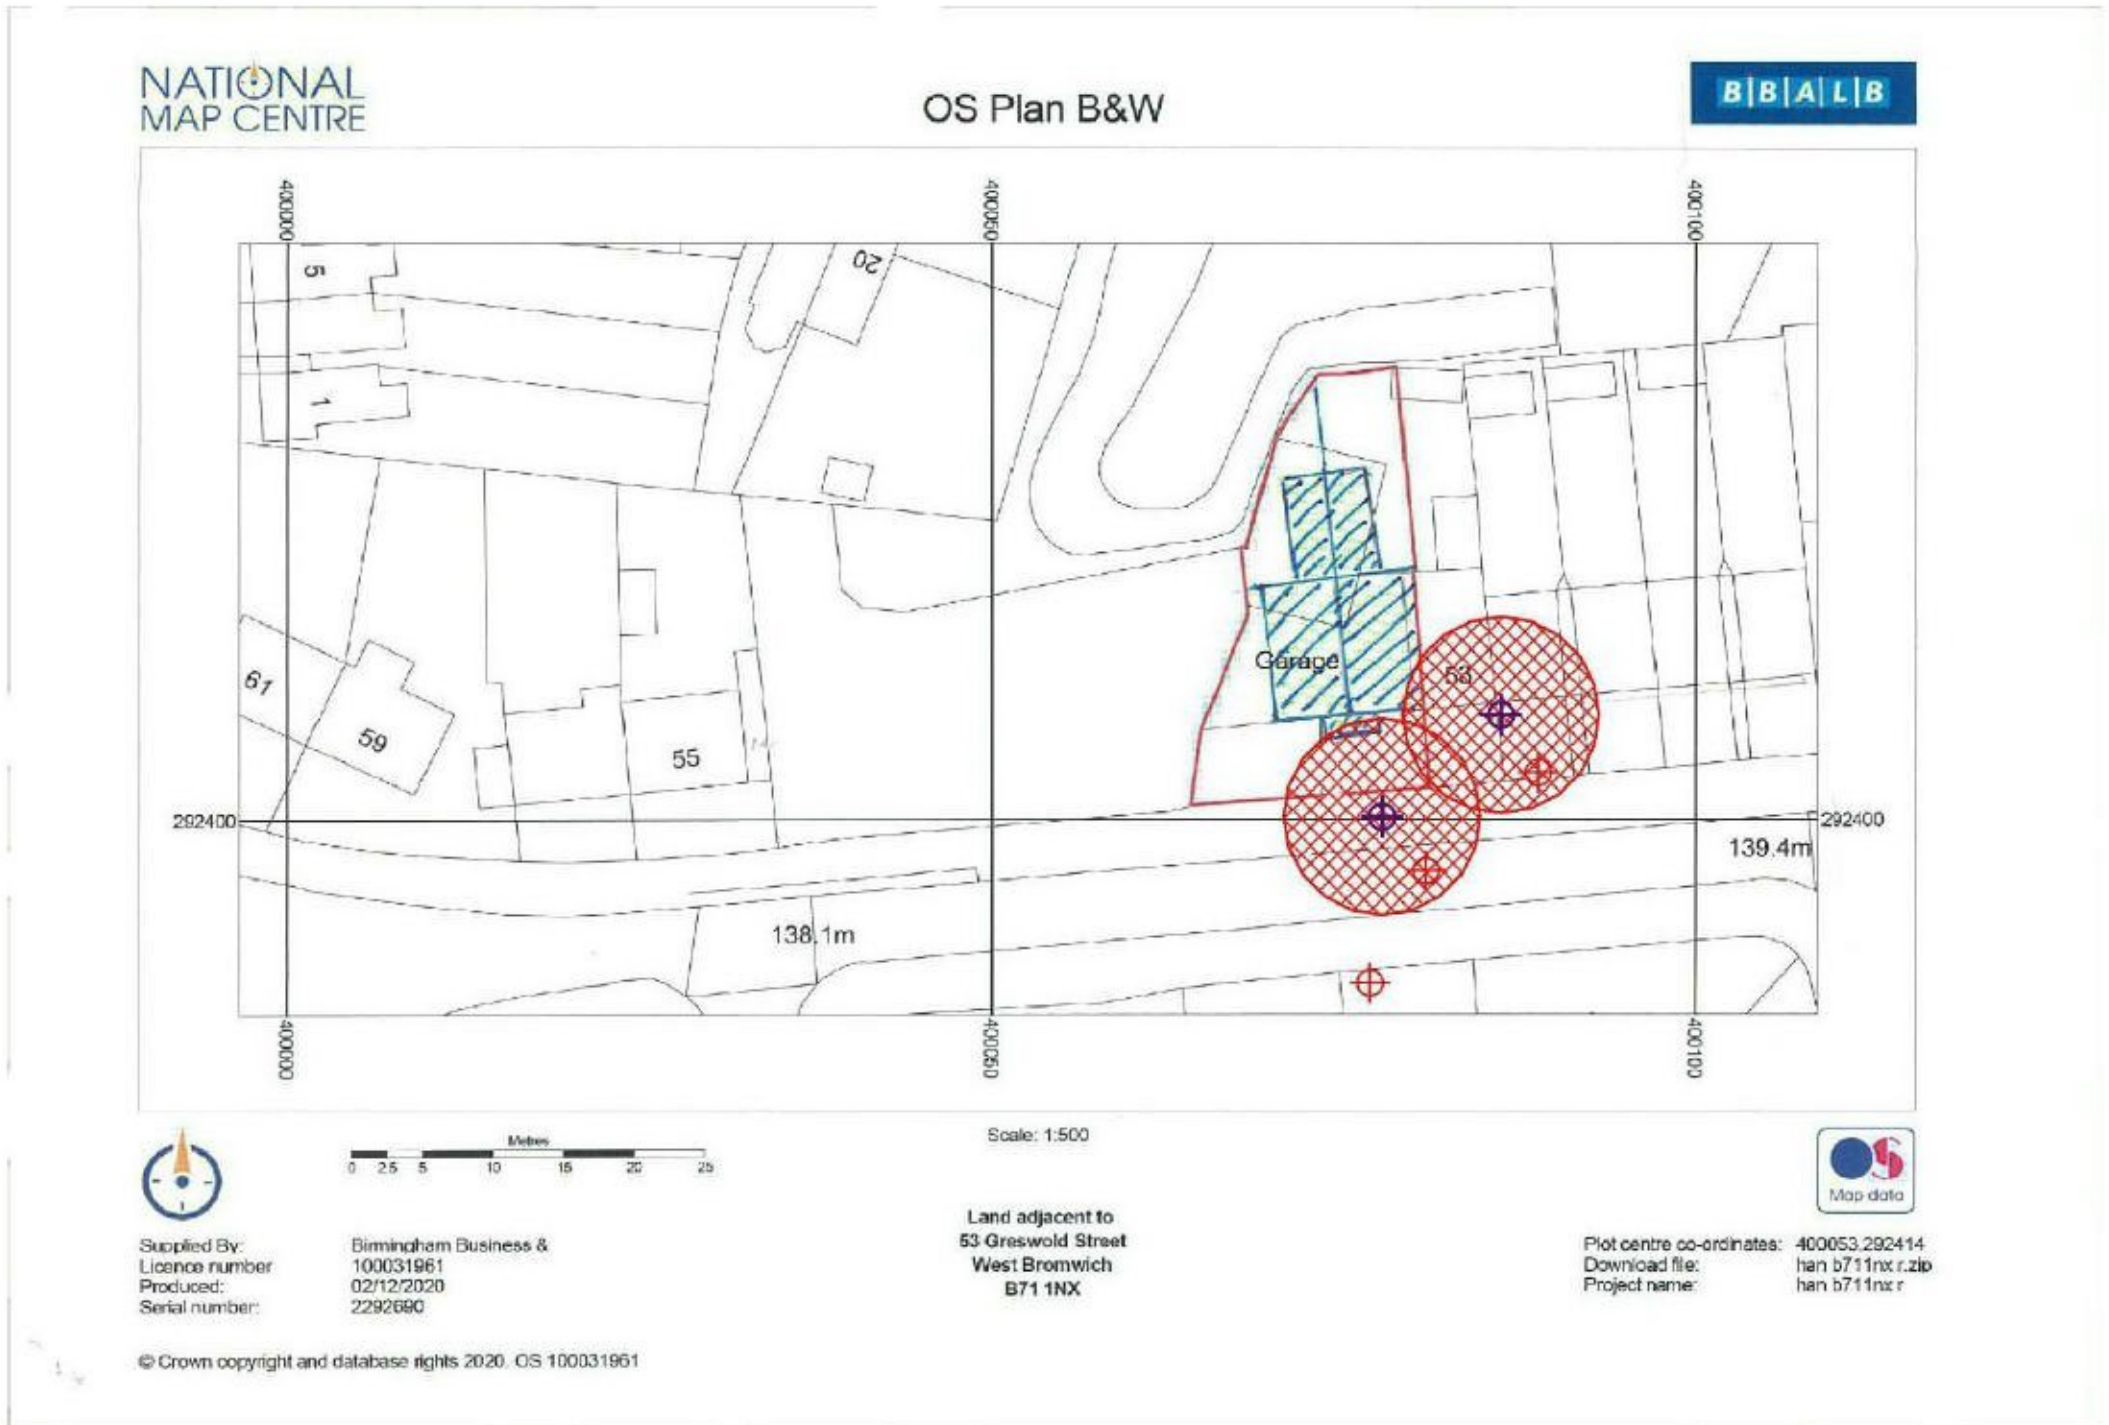 NATIONAL
MAP CENTRE
OS Plan B&W
B|B|A|L|B
400000
400050
400100
5
20
1
Garage
53
61
59
55
292400
292400
139.4m
138.1m
400000
400050
400100
Metres
0 2.5 5 10 15 20 25
Scale: 1:500
OS
Map data
Land adjacent to
53 Greswold Street
West Bromwich
B71 1NX
Supplied By: Birmingham Business &
Licence number 100031961
Produced: 02/12/2020
Serial number: 2292690
Plot centre co-ordinates: 400053,292414
Download file: han b711nx r.zip
Project name: han b711nx r
© Crown copyright and database rights 2020. OS 100031961